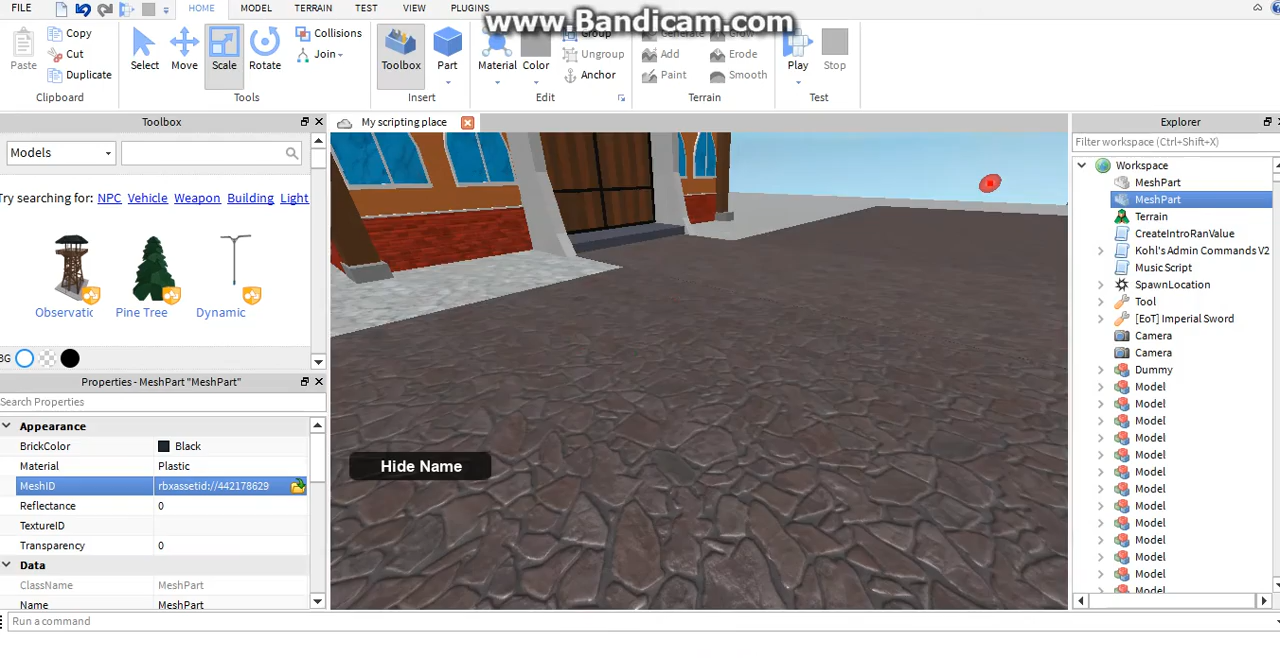 FILE HOME MODEL TERRAIN TEST VIEW PLUGINS
www.Bandicam.com
Paste Copy Cut Duplicate
Clipboard
Select Move Scale Rotate Collisions Join
Tools
Toolbox Part
Insert
Material Color Group Ungroup Anchor
Edit
Generate Grow
Add Erode
Paint Smooth
Terrain
Play Stop
Test
Toolbox
Models
Try searching for: NPC Vehicle Weapon Building Light
Observatic Pine Tree Dynamic
BG
Properties - MeshPart "MeshPart"
Search Properties
Appearance
BrickColor Black
Material Plastic
MeshID rbxassetid://442178629
Reflectance 0
TextureID
Transparency 0
Data
ClassName MeshPart
Name MeshPart
Run a command
My scripting place
Hide Name
Explorer
Filter workspace (Ctrl+Shift+X)
Workspace
MeshPart
MeshPart
Terrain
CreateIntroRanValue
Kohl's Admin Commands V2
Music Script
SpawnLocation
Tool
[EoT] Imperial Sword
Camera
Camera
Dummy
Model
Model
Model
Model
Model
Model
Model
Model
Model
Model
Model
Model
Model